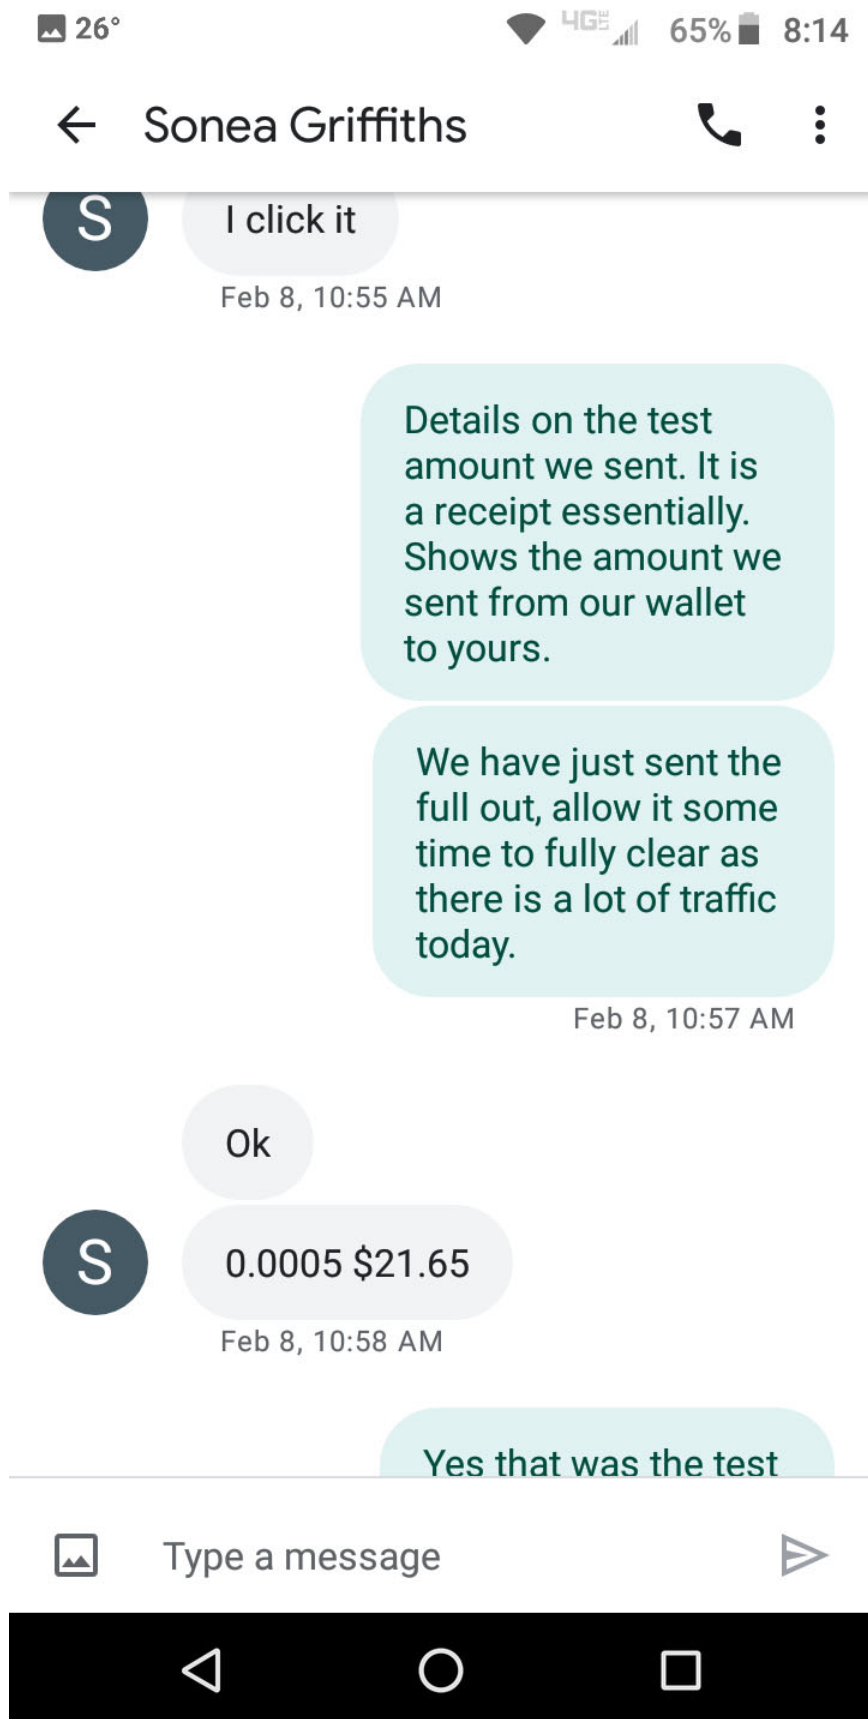 26°
4G LTE
65%
8:14
Sonea Griffiths
S
I click it
Feb 8, 10:55 AM
Details on the test
amount we sent. It is
a receipt essentially.
Shows the amount we
sent from our wallet
to yours.
We have just sent the
full out, allow it some
time to fully clear as
there is a lot of traffic
today.
Feb 8, 10:57 AM
Ok
S
0.0005 $21.65
Feb 8, 10:58 AM
Yes that was the test
Type a message